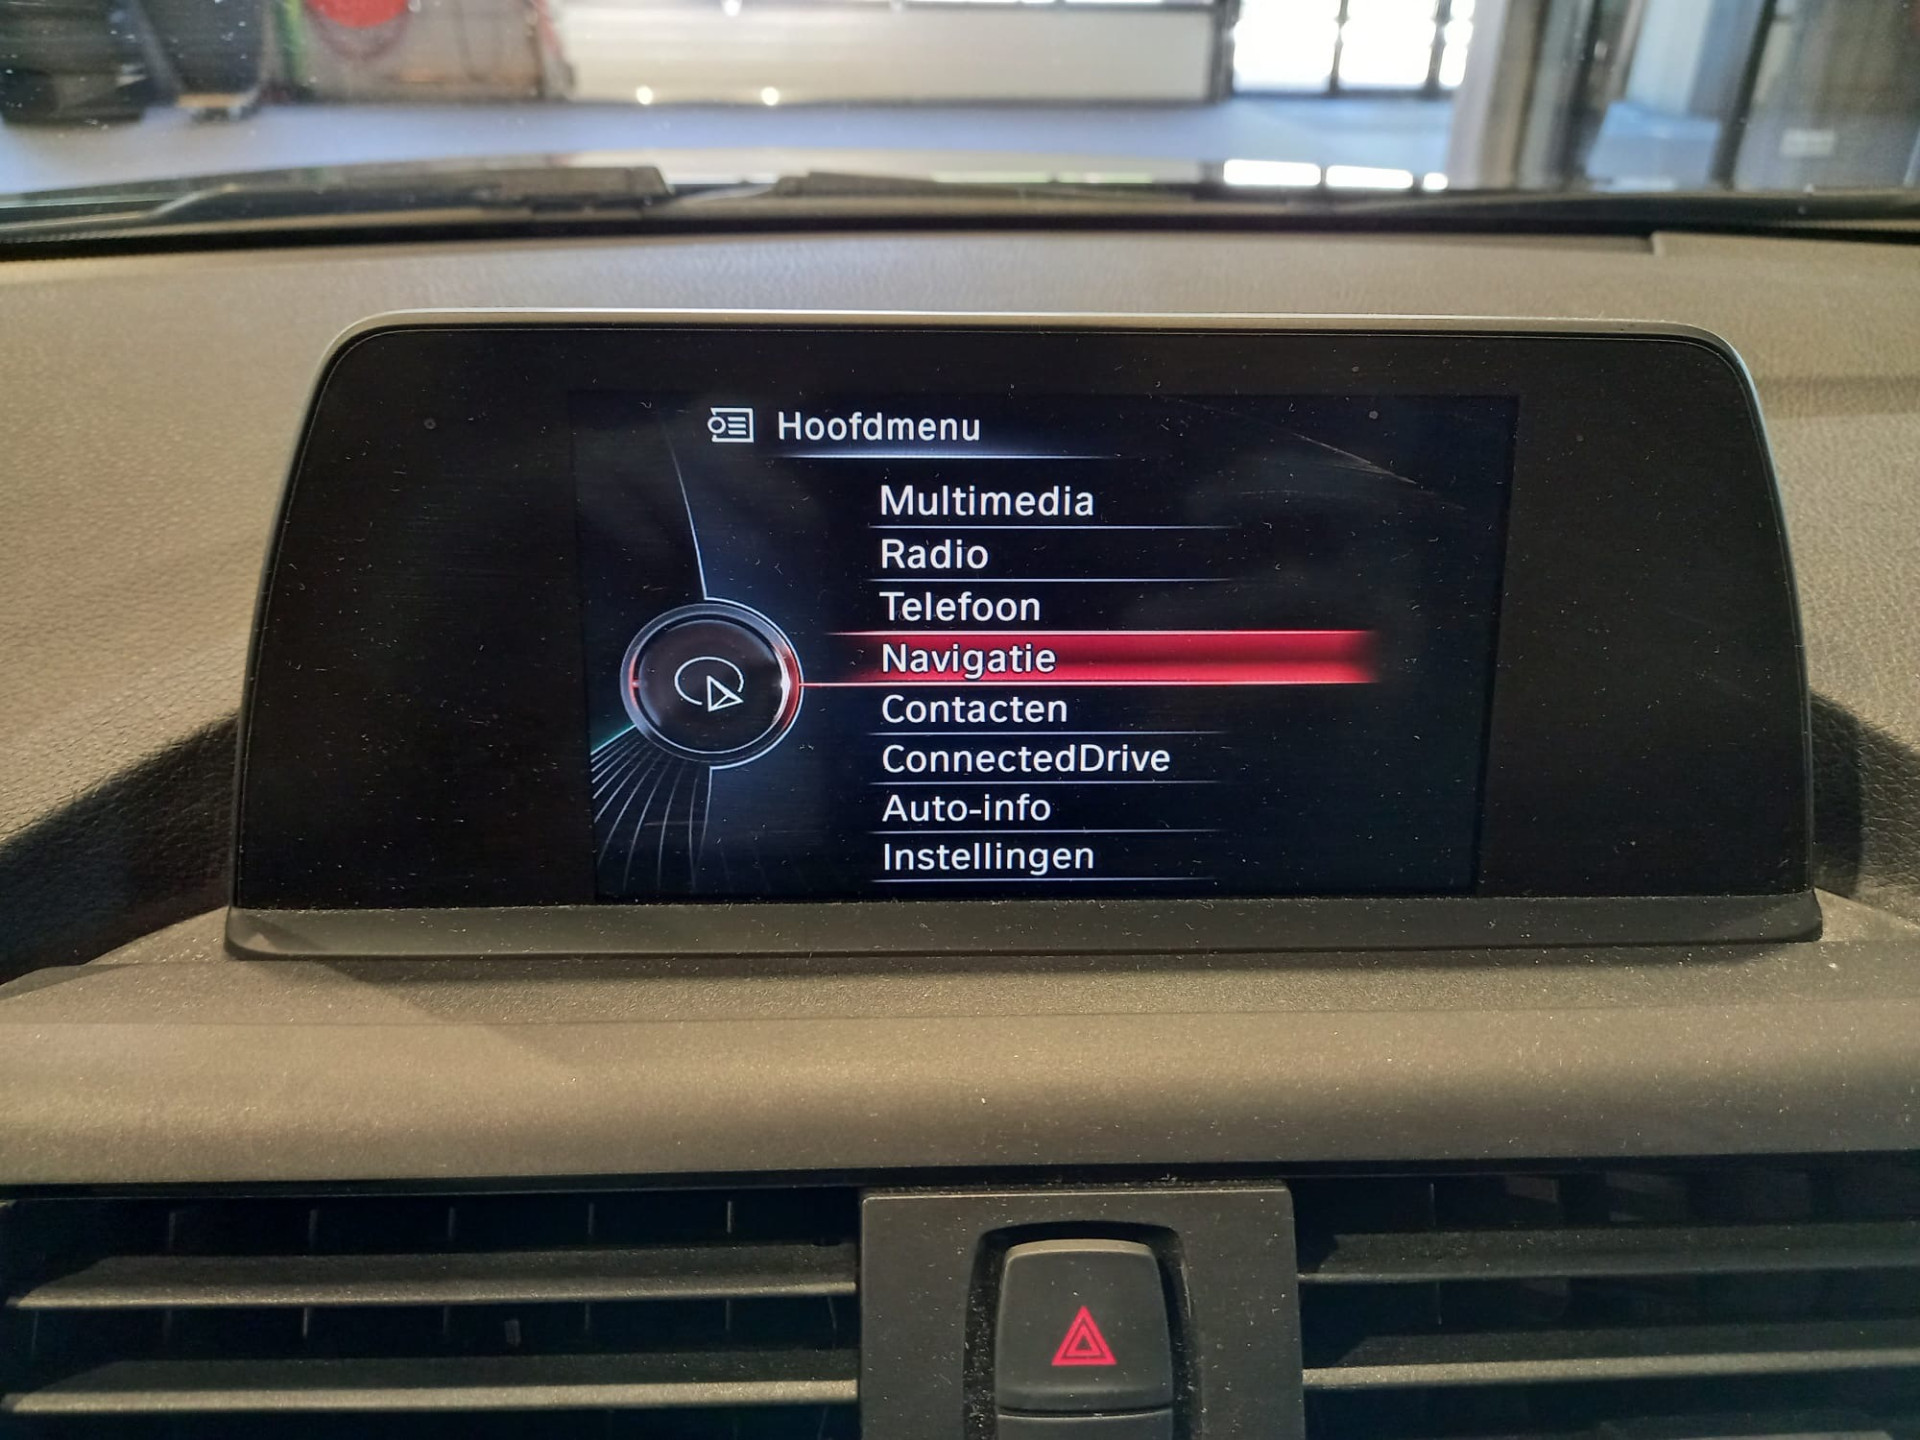 Hoofdmenu
Multimedia
Radio
Telefoon
Navigatie
Contacten
ConnectedDrive
Auto-info
Instellingen